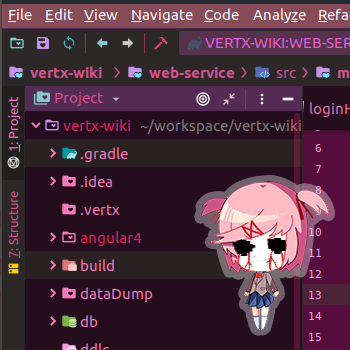 File Edit View Navigate Code Analyze Refa
VERTX-WIKI:WEB-SER
vertx-wiki web-service src m
1: Project
7: Structure
Project
vertx-wiki ~/workspace/vertx-wiki
.gradle
.idea
.vertx
angular4
build
dataDump
db
ddlc
loginH
6
8
10
11
12
13
14
15